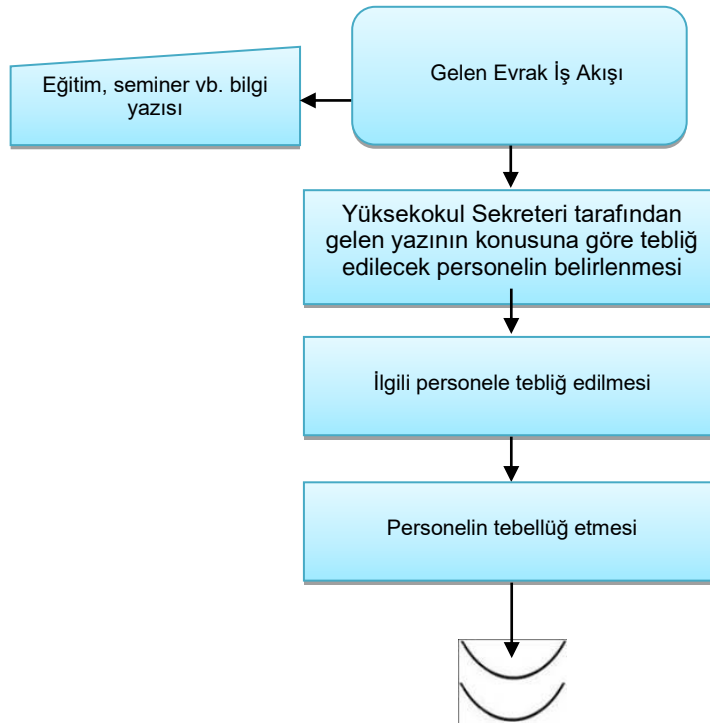 Gelen Evrak İş Akışı
Eğitim, seminer vb. bilgi
yazısı
Yüksekokul Sekreteri tarafından
gelen yazının konusuna göre tebliğ
edilecek personelin belirlenmesi
İlgili personele tebliğ edilmesi
Personelin tebellüğ etmesi